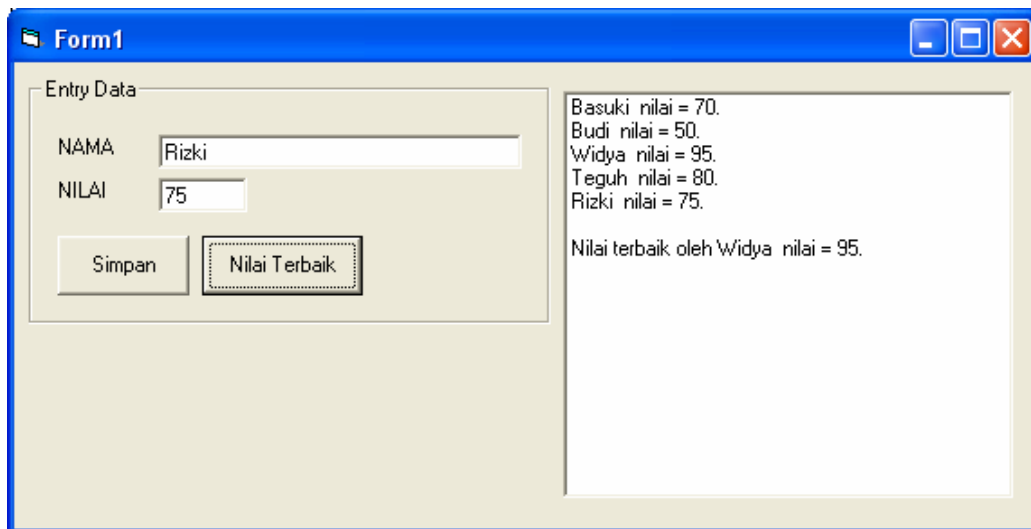 Form1
Entry Data
NAMA
Rizki
NILAI
75
Simpan
Nilai Terbaik
Basuki  nilai = 70.
Budi  nilai = 50.
Widya  nilai = 95.
Teguh  nilai = 80.
Rizki  nilai = 75.
Nilai terbaik oleh Widya  nilai = 95.